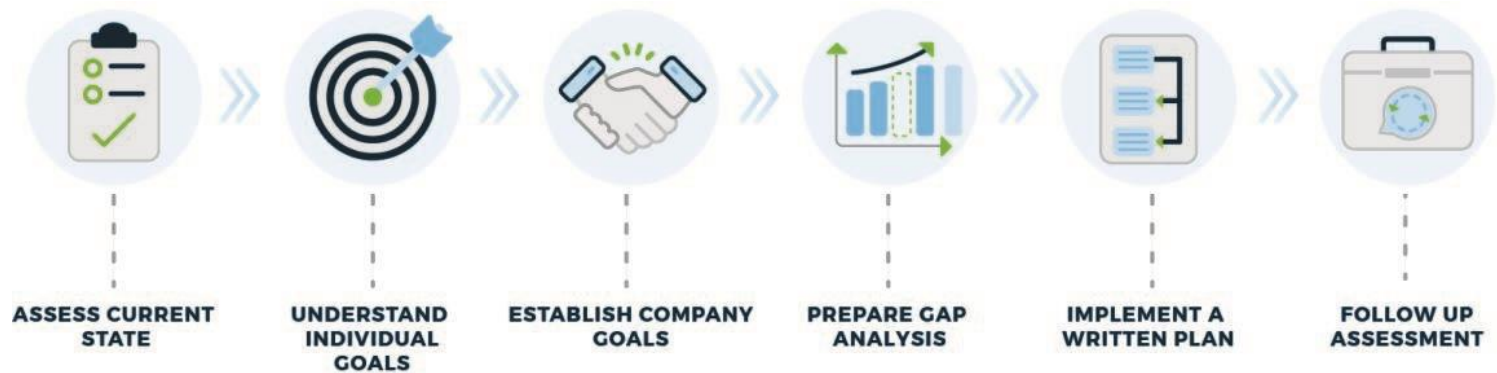 ASSESS CURRENT
STATE
UNDERSTAND
INDIVIDUAL
GOALS
ESTABLISH COMPANY
GOALS
PREPARE GAP
ANALYSIS
IMPLEMENT A
WRITTEN PLAN
FOLLOW UP
ASSESSMENT